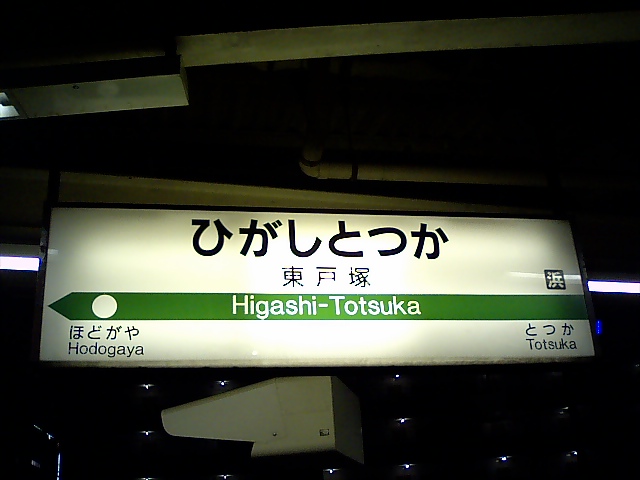 ひがしとつか
東戸塚
浜
Higashi-Totsuka
ほどがや
Hodogaya
とつか
Totsuka